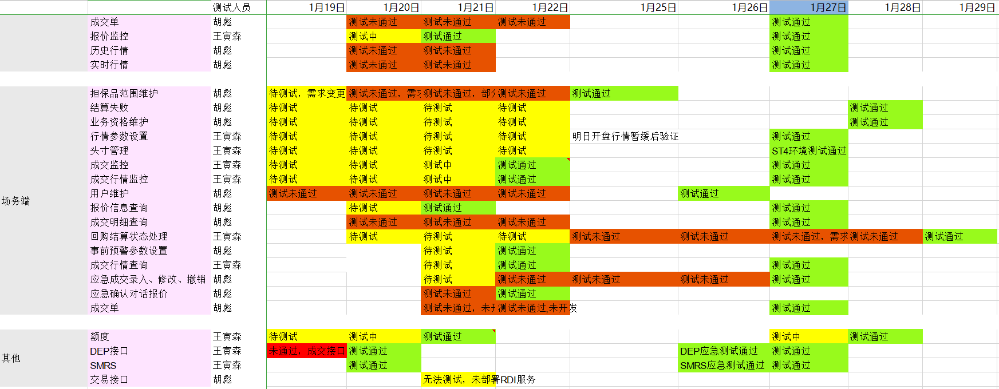 测试人员 1月19日 1月20日 1月21日 1月22日 1月25日 1月26日 1月27日 1月28日 1月29日
成交单 胡彪 测试未通过 测试未通过 测试未通过 测试通过
报价监控 王寅森 测试中 测试通过 测试通过
历史行情 胡彪 测试未通过 测试未通过 测试通过
实时行情 胡彪 测试未通过 测试未通过 测试通过
担保品范围维护 胡彪 待测试，需求变更 测试未通过，需 测试未通过，部 测试未通过 测试通过
结算失败 胡彪 待测试 待测试 待测试 待测试 测试通过
业务资格维护 胡彪 待测试 待测试 待测试 待测试 测试通过
行情参数设置 王寅森 待测试 待测试 待测试 待测试 明日开盘行情暂缓后验证 测试通过
头寸管理 王寅森 待测试 待测试 待测试 待测试 ST4环境测试通过
成交监控 王寅森 待测试 待测试 测试中 测试通过 测试通过
成交行情监控 王寅森 待测试 待测试 测试中 测试通过 测试通过
用户维护 胡彪 测试未通过 测试未通过 测试未通过 测试未通过 测试通过
场务端
报价信息查询 胡彪 待测试 测试通过 测试通过
成交明细查询 胡彪 测试未通过 测试未通过 测试未通过 测试通过
回购结算状态处理 王寅森 待测试 待测试 待测试 测试未通过 测试未通过 测试未通过，需求 测试未通过 测试通过
事前预警参数设置 胡彪 待测试 测试通过
成交行情查询 王寅森 待测试 测试通过 测试通过
应急成交录入、修改、撤销 胡彪 待测试 测试未通过 测试未通过 测试未通过 测试通过
应急确认对话报价 胡彪 测试未通过 测试通过
成交单 胡彪 测试未通过，未 测试未通过,未开发 测试通过
额度 王寅森 待测试 测试中 测试通过 测试中 测试通过
DEP接口 王寅森 未通过，成交接口 测试通过 DEP应急测试通过 测试通过
其他
SMRS 王寅森 测试通过 SMRS应急测试通过 测试通过
交易接口 胡彪 无法测试，未部署RDI服务